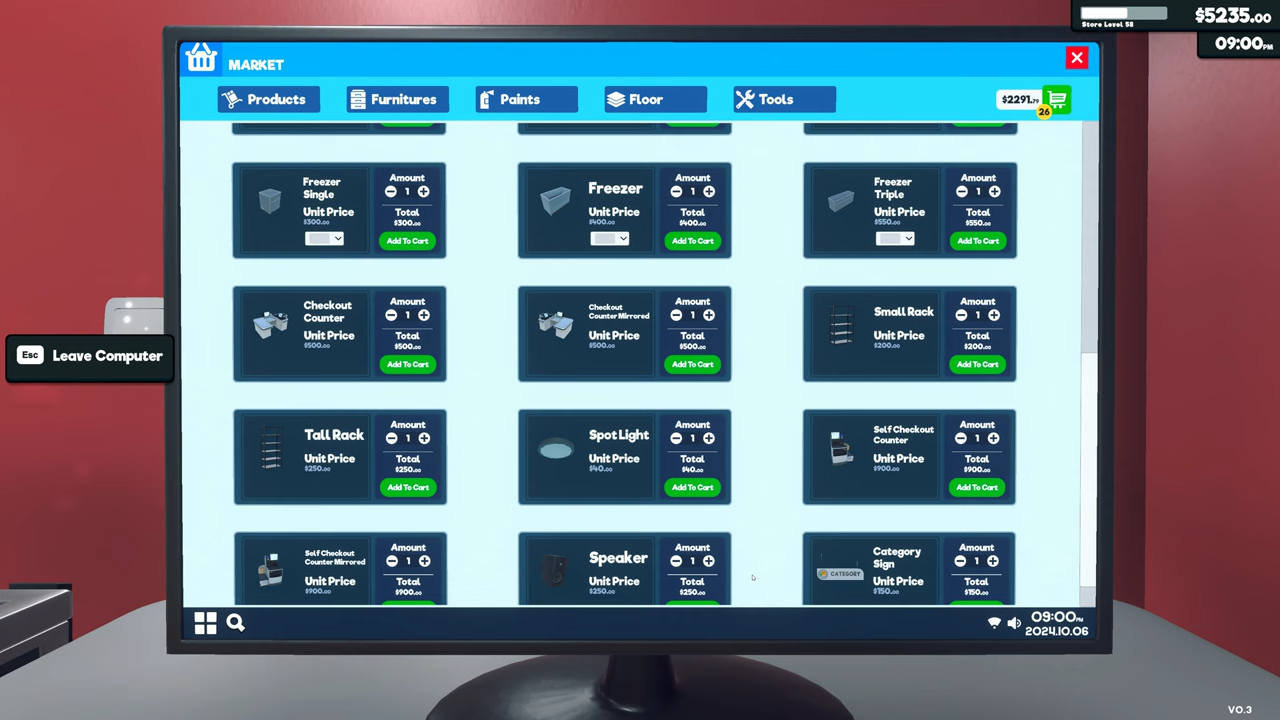 $5235.00
Store Level 58
09:00PM
MARKET
Products
Furnitures
Paints
Floor
Tools
$2291.79
26
Freezer
Single
Unit Price
$300.00
Amount
1
Total
$300.00
Add To Cart
Freezer
Unit Price
$400.00
Amount
1
Total
$400.00
Add To Cart
Freezer
Triple
Unit Price
$550.00
Amount
1
Total
$550.00
Add To Cart
Checkout
Counter
Unit Price
$500.00
Amount
1
Total
$500.00
Add To Cart
Checkout
Counter Mirrored
Unit Price
$500.00
Amount
1
Total
$500.00
Add To Cart
Small Rack
Unit Price
$200.00
Amount
1
Total
$200.00
Add To Cart
Esc Leave Computer
Tall Rack
Unit Price
$250.00
Amount
1
Total
$250.00
Add To Cart
Spot Light
Unit Price
$40.00
Amount
1
Total
$40.00
Add To Cart
Self Checkout
Counter
Unit Price
$900.00
Amount
1
Total
$900.00
Add To Cart
Self Checkout
Counter Mirrored
Unit Price
$900.00
Amount
1
Total
$900.00
Speaker
Unit Price
$250.00
Amount
1
Total
$250.00
CATEGORY
Category
Sign
Unit Price
$150.00
Amount
1
Total
$150.00
09:00PM
2024.10.06
V0.3